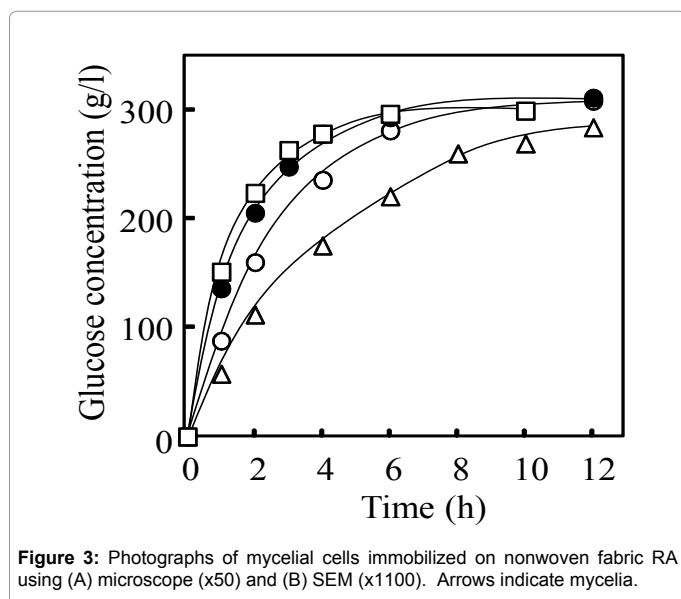 Glucose concentration (g/l)
300
200
100
0
0 2 4 6 8 10 12
Time (h)
Figure 3: Photographs of mycelial cells immobilized on nonwoven fabric RA
using (A) microscope (x50) and (B) SEM (x1100). Arrows indicate mycelia.